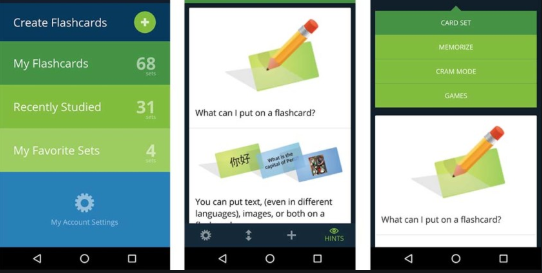 Create Flashcards
My Flashcards
68
sets
Recently Studied
31
sets
My Favorite Sets
4
sets
My Account Settings
What can I put on a flashcard?
你好
What is the
capital of
You can put text, (even in different
languages), images, or both on a
HINTS
CARD SET
MEMORIZE
CRAM MODE
GAMES
What can I put on a flashcard?